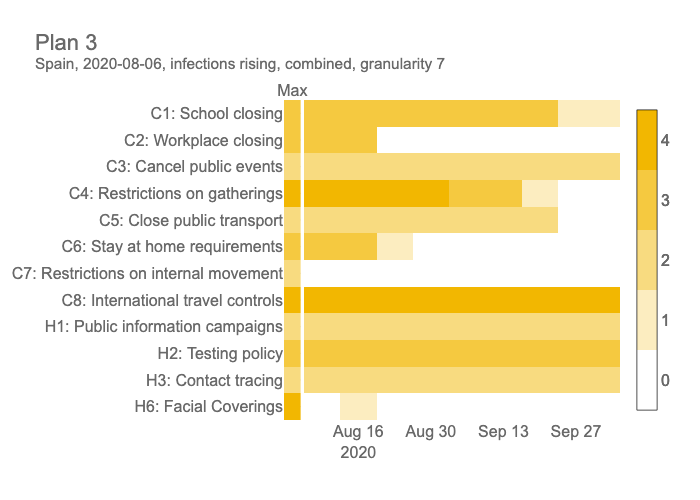 Plan 3
Spain, 2020-08-06, infections rising, combined, granularity 7
Max
C1: School closing
C2: Workplace closing
C3: Cancel public events
C4: Restrictions on gatherings
C5: Close public transport
C6: Stay at home requirements
C7: Restrictions on internal movement
C8: International travel controls
H1: Public information campaigns
H2: Testing policy
H3: Contact tracing
H6: Facial Coverings
4
3
2
1
0
Aug 16 Aug 30 Sep 13 Sep 27
2020